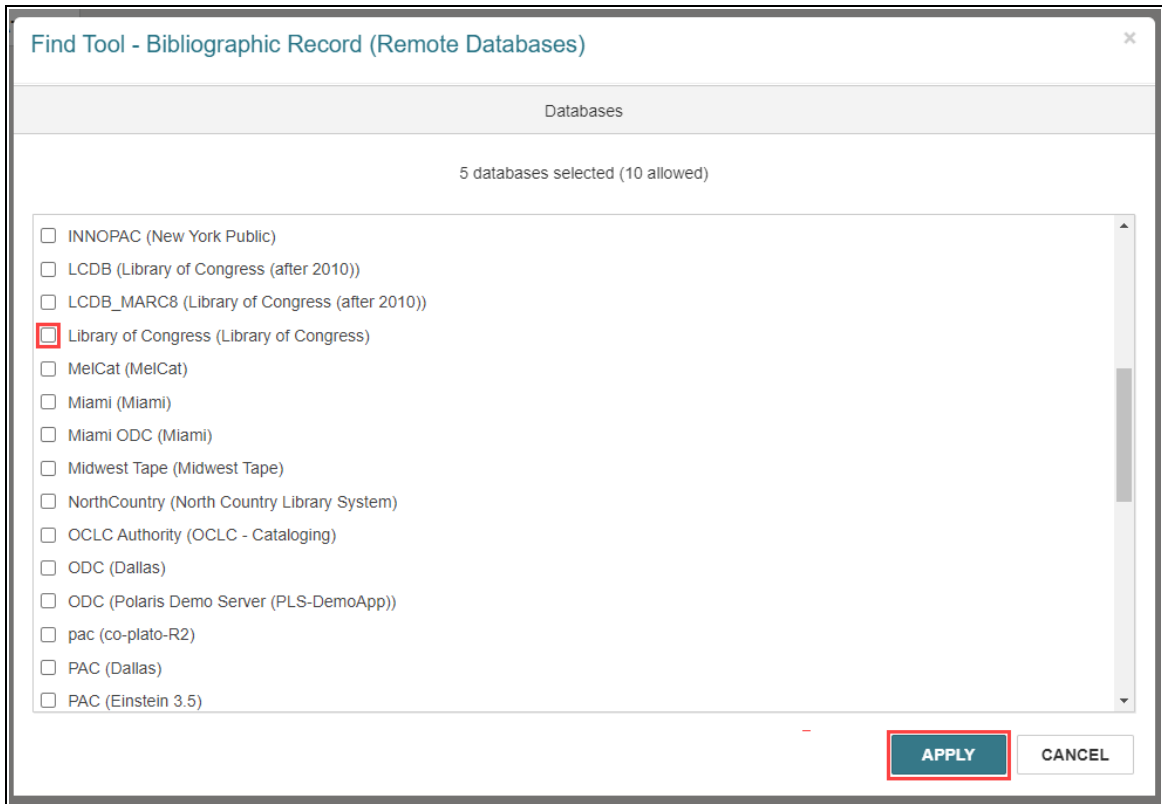 Find Tool - Bibliographic Record (Remote Databases)
Databases
5 databases selected (10 allowed)
INNOPAC (New York Public)
LCDB (Library of Congress (after 2010))
LCDB_MARC8 (Library of Congress (after 2010))
Library of Congress (Library of Congress)
MelCat (MelCat)
Miami (Miami)
Miami ODC (Miami)
Midwest Tape (Midwest Tape)
NorthCountry (North Country Library System)
OCLC Authority (OCLC - Cataloging)
ODC (Dallas)
ODC (Polaris Demo Server (PLS-DemoApp))
pac (co-plato-R2)
PAC (Dallas)
PAC (Einstein 3.5)
APPLY CANCEL